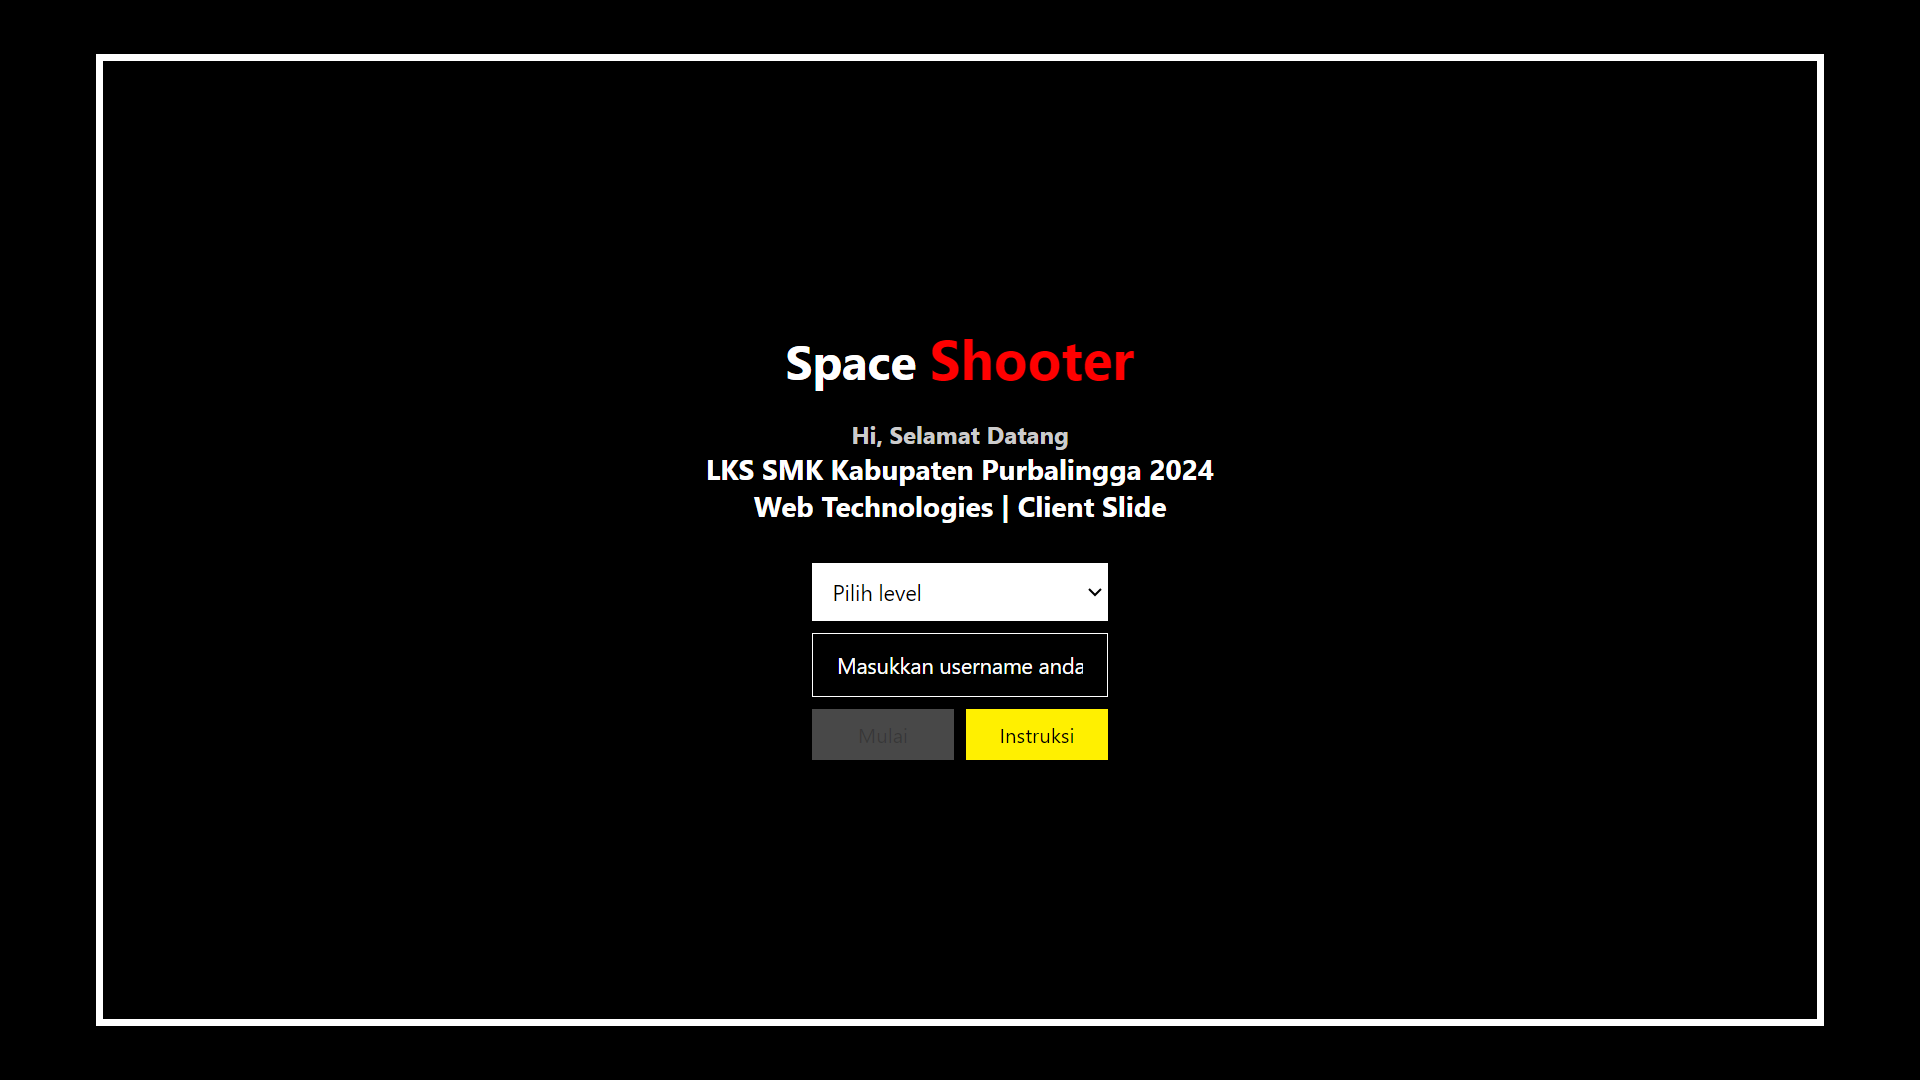 Space Shooter
Hi, Selamat Datang
LKS SMK Kabupaten Purbalingga 2024
Web Technologies | Client Slide
Pilih level
Masukkan username anda
Mulai
Instruksi